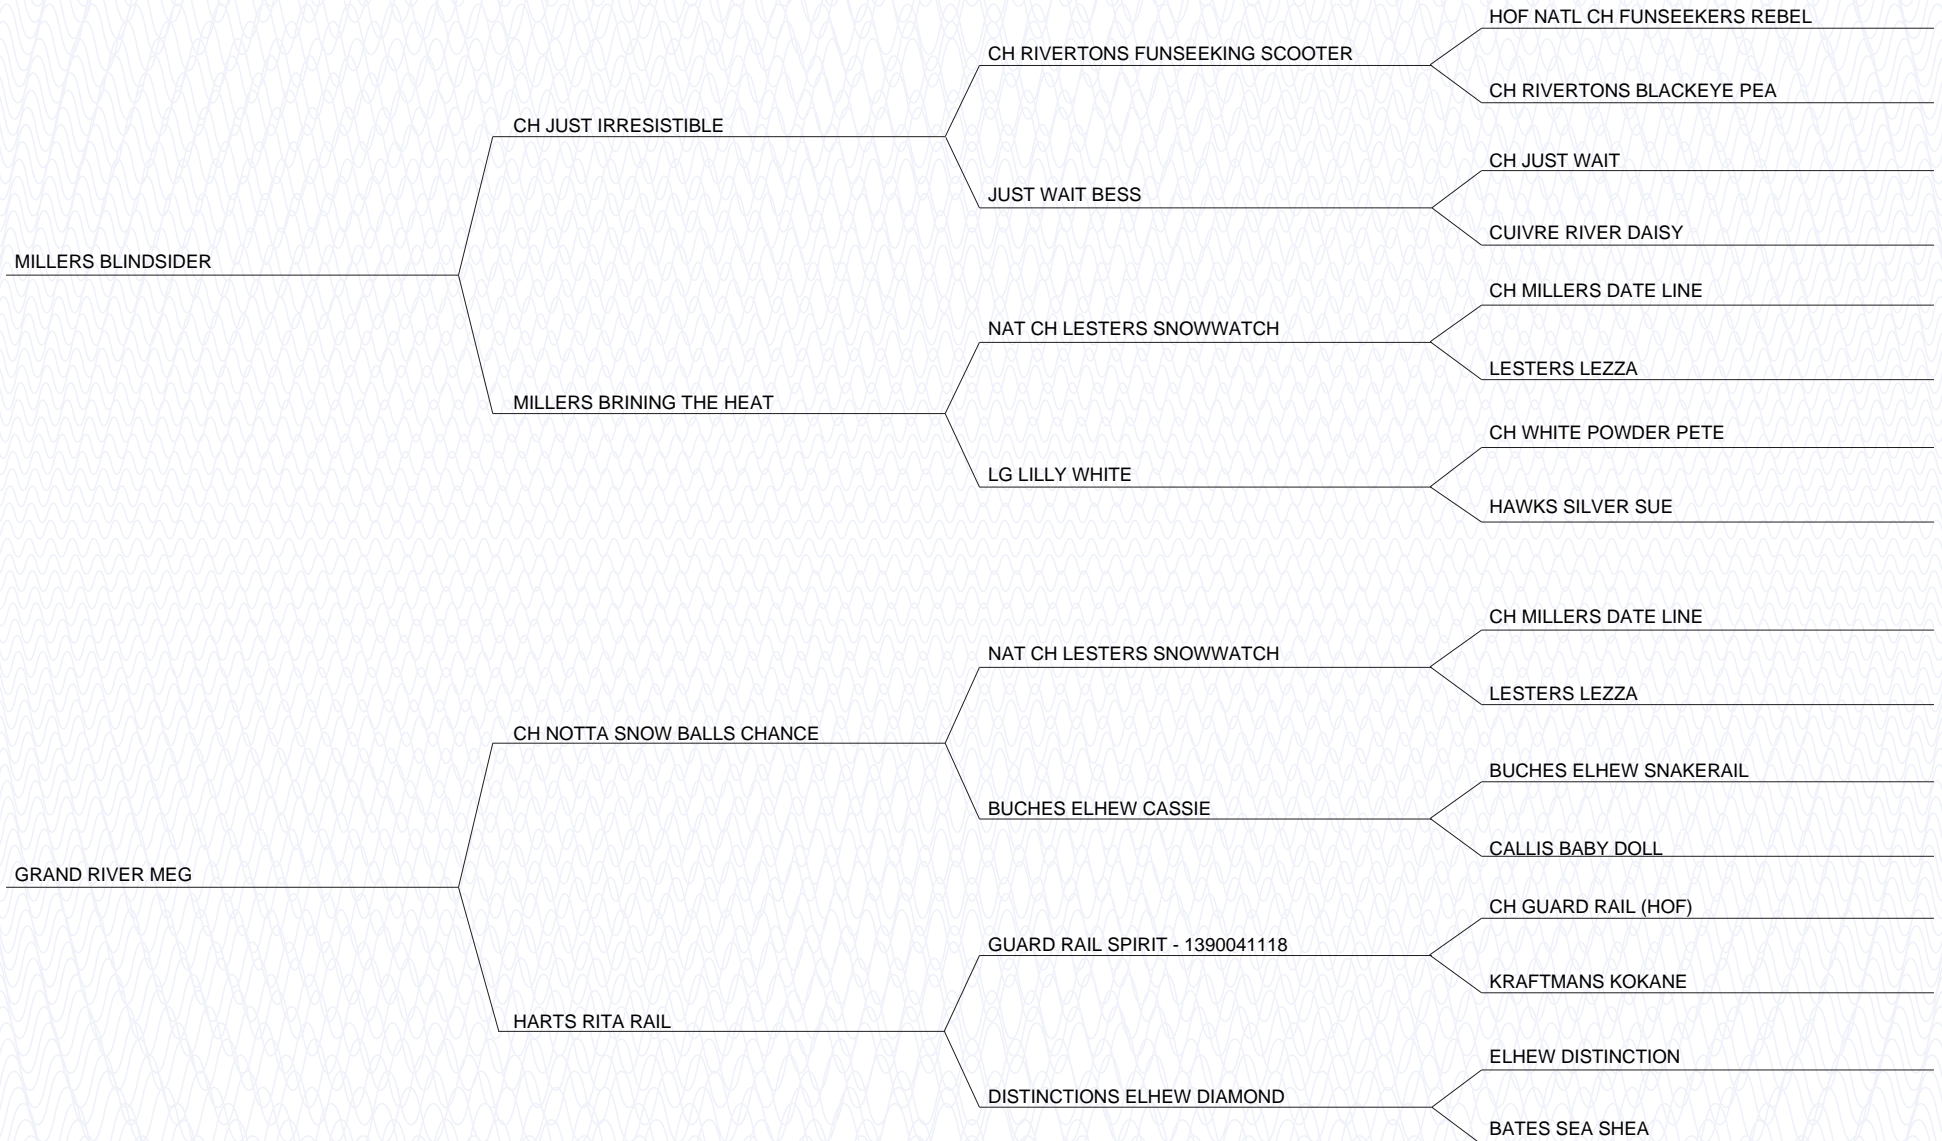 HOF NATL CH FUNSEEKERS REBEL
CH RIVERTONS FUNSEEKING SCOOTER
CH RIVERTONS BLACKEYE PEA
CH JUST IRRESISTIBLE
CH JUST WAIT
JUST WAIT BESS
CUIVRE RIVER DAISY
MILLERS BLINDSIDER
CH MILLERS DATE LINE
NAT CH LESTERS SNOWWATCH
LESTERS LEZZA
MILLERS BRINING THE HEAT
CH WHITE POWDER PETE
LG LILLY WHITE
HAWKS SILVER SUE
CH MILLERS DATE LINE
NAT CH LESTERS SNOWWATCH
LESTERS LEZZA
CH NOTTA SNOW BALLS CHANCE
BUCHES ELHEW SNAKERAIL
BUCHES ELHEW CASSIE
CALLIS BABY DOLL
GRAND RIVER MEG
CH GUARD RAIL (HOF)
GUARD RAIL SPIRIT - 1390041118
KRAFTMANS KOKANE
HARTS RITA RAIL
ELHEW DISTINCTION
DISTINCTIONS ELHEW DIAMOND
BATES SEA SHEA